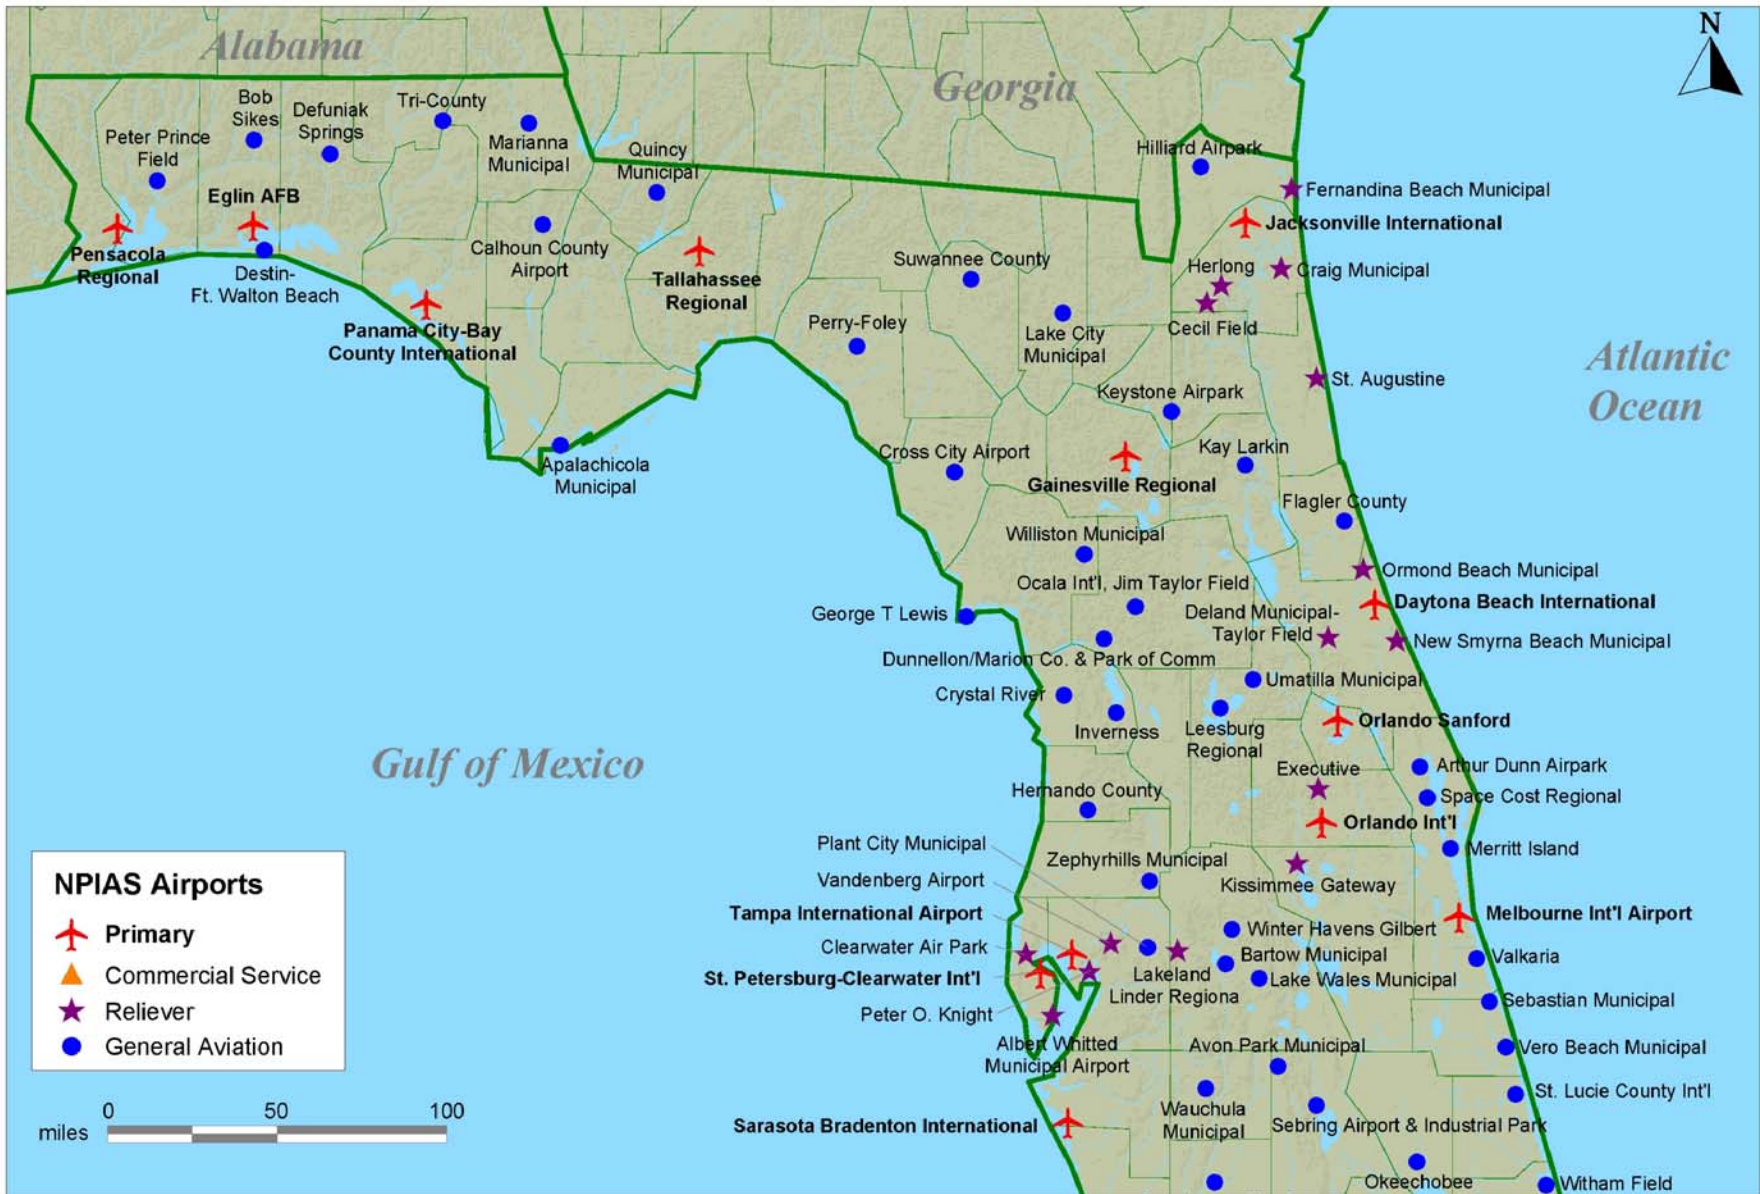 Alabama
Georgia
N
Bob
Sikes
Defuniak
Springs
Tri-County
Peter Prince
Field
Marianna
Municipal
Quincy
Municipal
Hilliard Airpark
Fernandina Beach Municipal
Eglin AFB
Jacksonville International
Pensacola
Regional
Destin-
Ft. Walton Beach
Calhoun County
Airport
Tallahassee
Regional
Suwannee County
Herlong
Craig Municipal
Cecil Field
Panama City-Bay
County International
Perry-Foley
Lake City
Municipal
Atlantic
Ocean
St. Augustine
Keystone Airpark
Apalachicola
Municipal
Cross City Airport
Gainesville Regional
Kay Larkin
Flagler County
Williston Municipal
Ormond Beach Municipal
Ocala Int'l, Jim Taylor Field
Daytona Beach International
George T Lewis
Deland Municipal-
Taylor Field
New Smyrna Beach Municipal
Dunnellon/Marion Co. & Park of Comm
Umatilla Municipal
Crystal River
Inverness
Leesburg
Regional
Orlando Sanford
Gulf of Mexico
Executive
Arthur Dunn Airpark
Hernando County
Space Cost Regional
Orlando Int'l
Plant City Municipal
Merritt Island
Zephyrhills Municipal
Vandenberg Airport
Kissimmee Gateway
Tampa International Airport
Melbourne Int'l Airport
Winter Havens Gilbert
Clearwater Air Park
Bartow Municipal
Valkaria
St. Petersburg-Clearwater Int'l
Lakeland
Linder Regiona
Lake Wales Municipal
Sebastian Municipal
Peter O. Knight
Albert Whitted
Municipal Airport
Avon Park Municipal
Vero Beach Municipal
St. Lucie County Int'l
Wauchula
Municipal
Sebring Airport & Industrial Park
Sarasota Bradenton International
Okeechobee
Witham Field
NPIAS Airports
Primary
Commercial Service
Reliever
General Aviation
0 50 100
miles